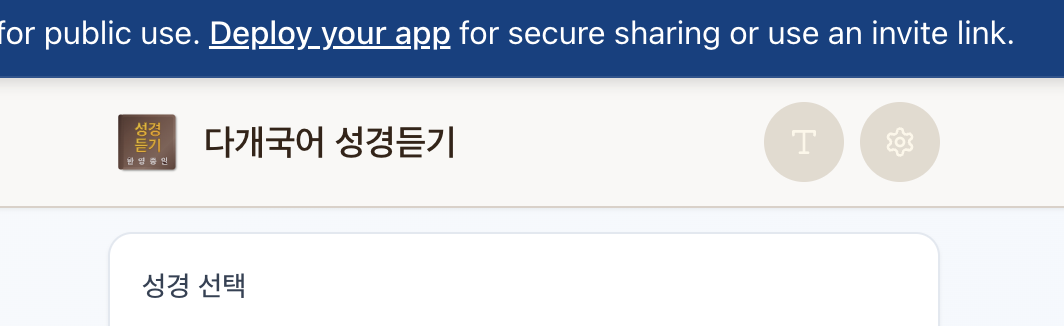 for public use. Deploy your app for secure sharing or use an invite link.
성경
듣기
다개국어 성경듣기
T
성경 선택